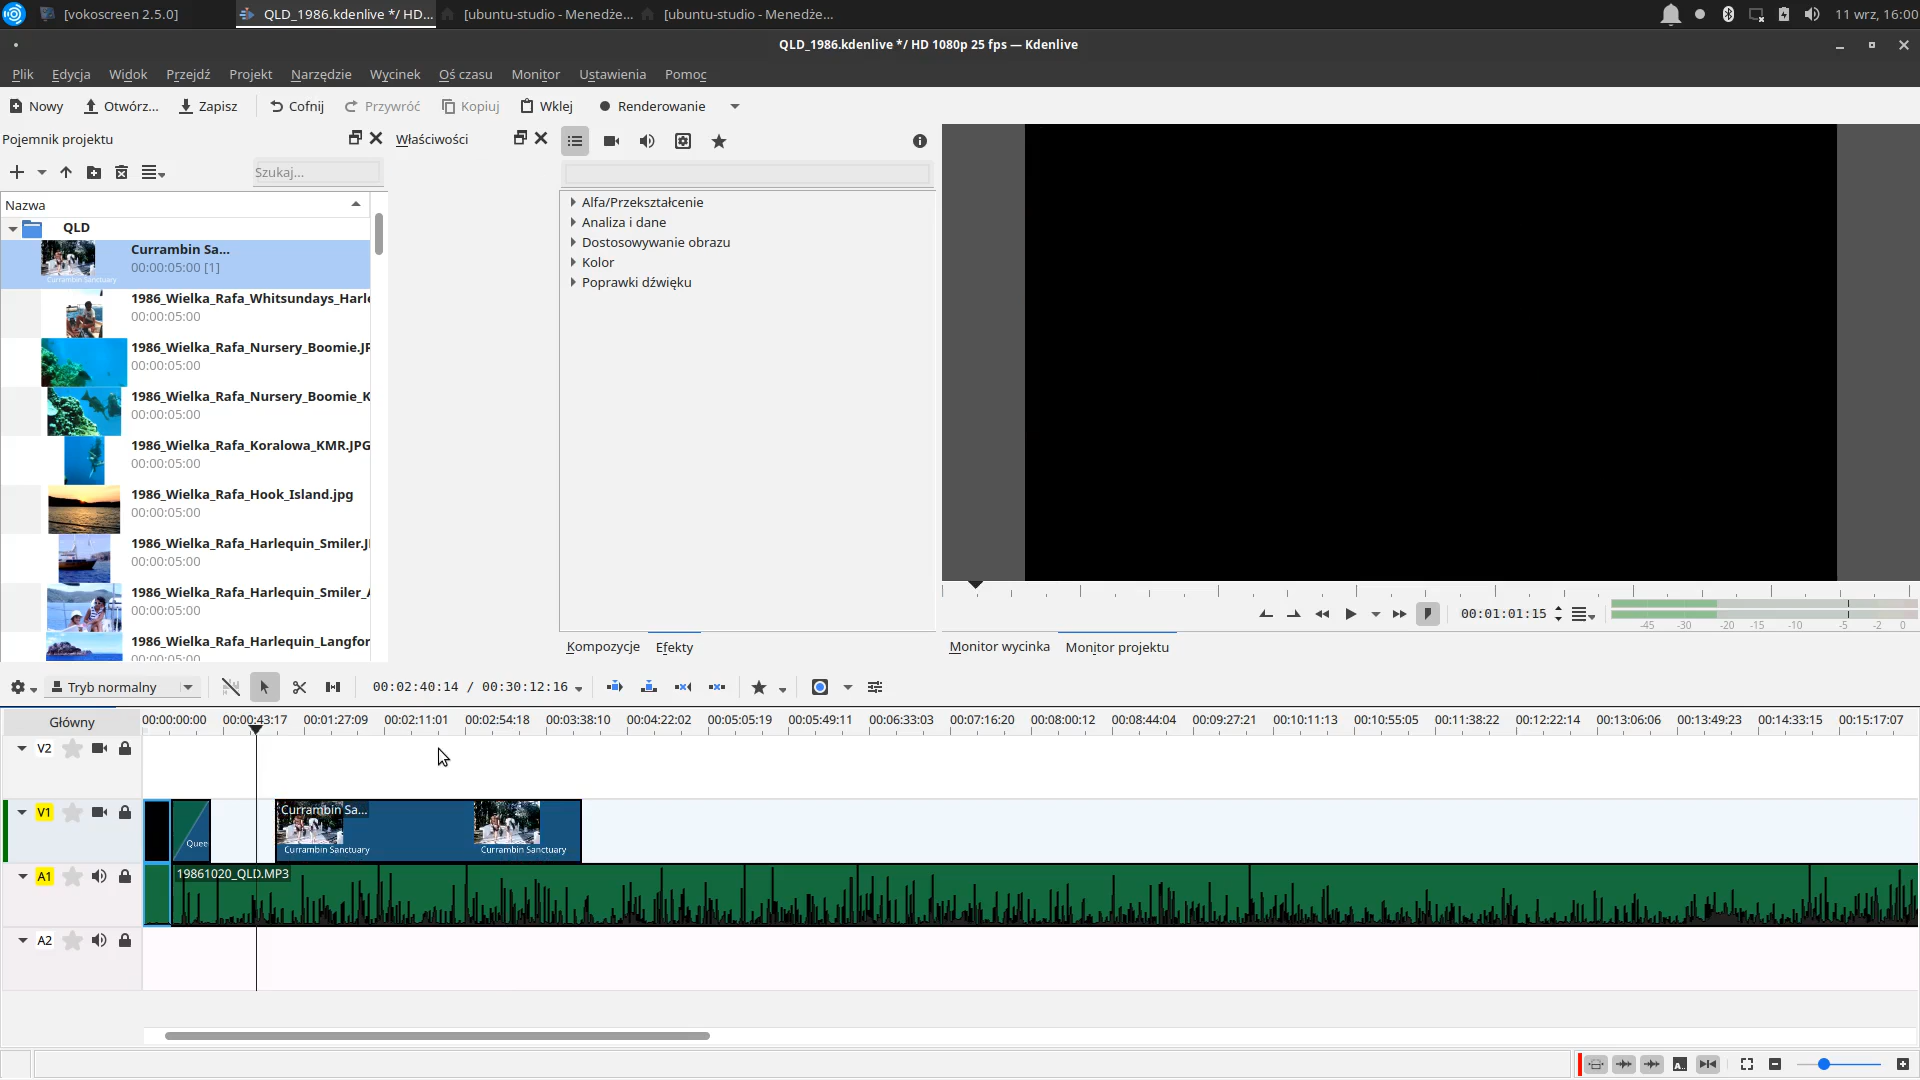 [vokoscreen 2.5.0]
QLD_1986.kdenlive */ HD...
[ubuntu-studio - Menedże...
[ubuntu-studio - Menedże...
11 wrz, 16:00
QLD_1986.kdenlive */ HD 1080p 25 fps — Kdenlive
Plik Edycja Widok Przejdź Projekt Narzędzie Wycinek Oś czasu Monitor Ustawienia Pomoc
Nowy Otwórz... Zapisz Cofnij Przywróć Kopiuj Wklej Renderowanie
Pojemnik projektu
Właściwości
Szukaj...
Nazwa
QLD
Currambin Sa...
00:00:05:00 [1]
1986_Wielka_Rafa_Whitsundays_Harle
00:00:05:00
1986_Wielka_Rafa_Nursery_Boomie.JP
00:00:05:00
1986_Wielka_Rafa_Nursery_Boomie_K
00:00:05:00
1986_Wielka_Rafa_Koralowa_KMR.JPG
00:00:05:00
1986_Wielka_Rafa_Hook_Island.jpg
00:00:05:00
1986_Wielka_Rafa_Harlequin_Smiler.J
00:00:05:00
1986_Wielka_Rafa_Harlequin_Smiler_A
00:00:05:00
1986_Wielka_Rafa_Harlequin_Langfor
00:00:05:00
Alfa/Przekształcenie
Analiza i dane
Dostosowywanie obrazu
Kolor
Poprawki dźwięku
Kompozycje Efekty
00:01:01:15
-45 -30 -20 -15 -10 -5 -2 0
Monitor wycinka Monitor projektu
Tryb normalny
00:02:40:14 / 00:30:12:16
Główny
00:00:00:00 00:00:43:17 00:01:27:09 00:02:11:01 00:02:54:18 00:03:38:10 00:04:22:02 00:05:05:19 00:05:49:11 00:06:33:03 00:07:16:20 00:08:00:12 00:08:44:04 00:09:27:21 00:10:11:13 00:10:55:05 00:11:38:22 00:12:22:14 00:13:06:06 00:13:49:23 00:14:33:15 00:15:17:07
V2
V1
Quee
Currambin Sa...
Currambin Sanctuary
Currambin Sanctuary
A1
19861020_QLD.MP3
A2